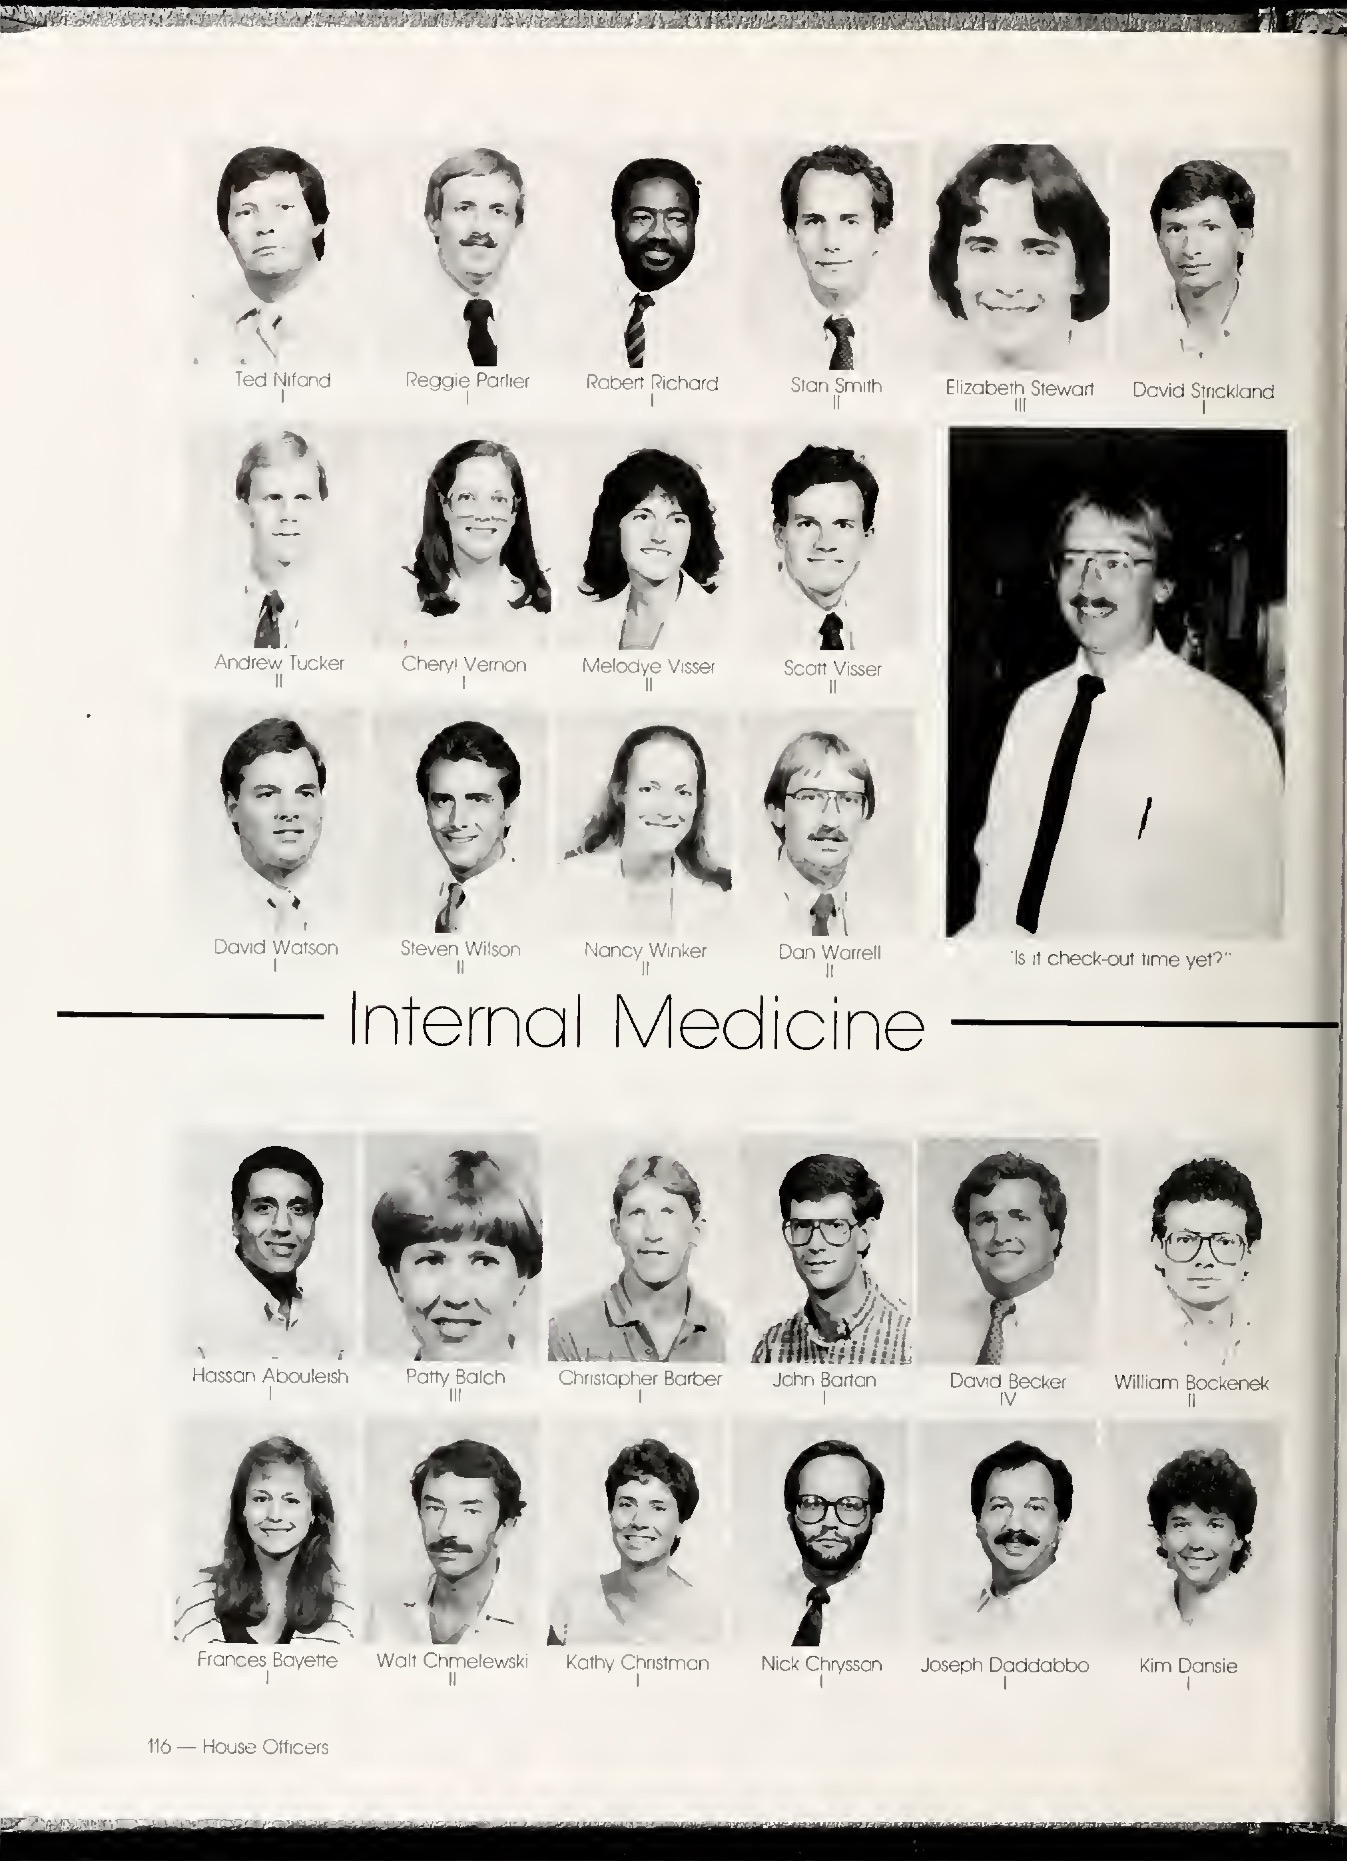 Ted Nifand Reggie Parlier Robert Richard Stan Smith Elizabeth Stewart David Strickland
I I I II III I
Andrew Tucker Cheryl Vernon Melodye Visser Scott Visser
II I II II
David Watson Steven Wilson Nancy Winker Dan Warrell
I II II II
"Is it check-out time yet?"
Internal Medicine
Hassan Abouleish Patty Balch Christopher Barber John Bartan David Becker William Bockenek
I III I I IV II
Frances Bayette Walt Chmelewski Kathy Christman Nick Chryssan Joseph Daddabbo Kim Dansie
I II I I I I
116 — House Officers